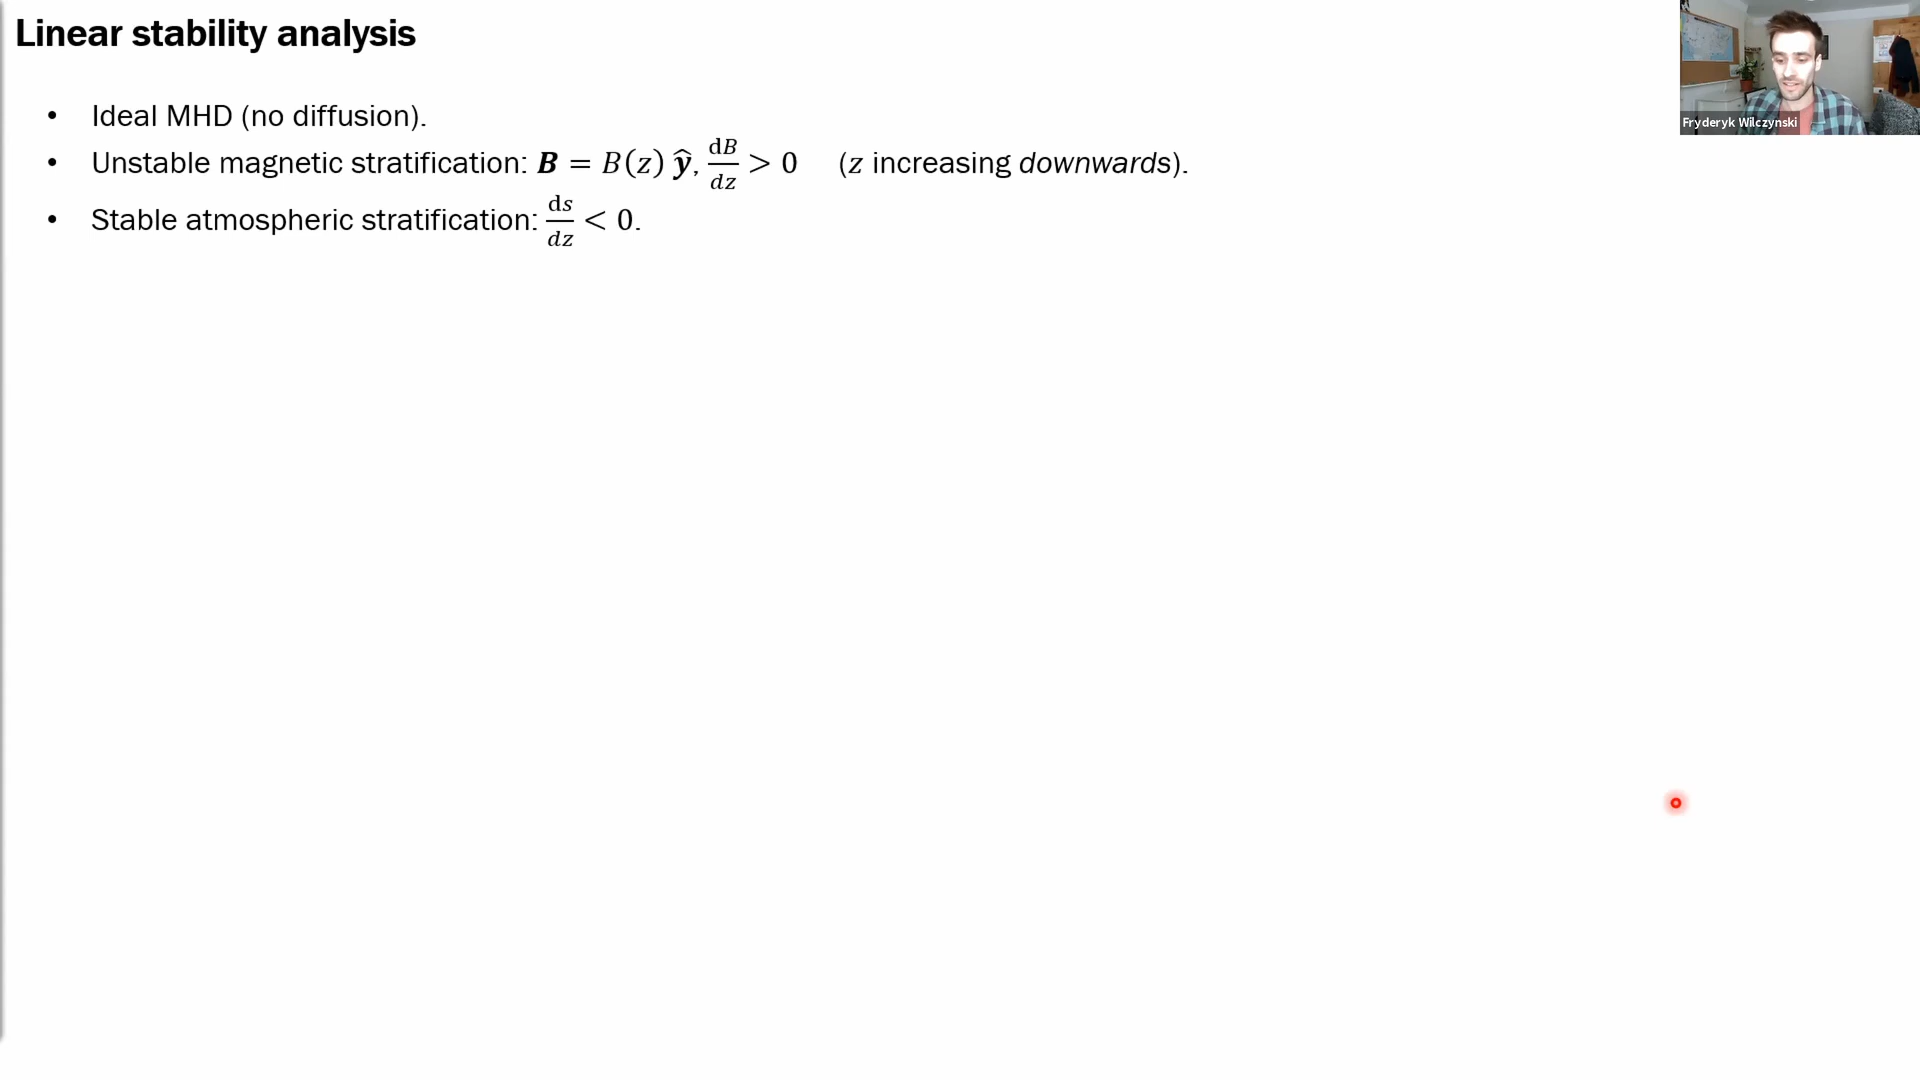 Linear stability analysis
• Ideal MHD (no diffusion).
• Unstable magnetic stratification: 𝑩 = B(z) ŷ, dB/dz > 0 (z increasing downwards).
• Stable atmospheric stratification: ds/dz < 0.
Fryderyk Wilczynski